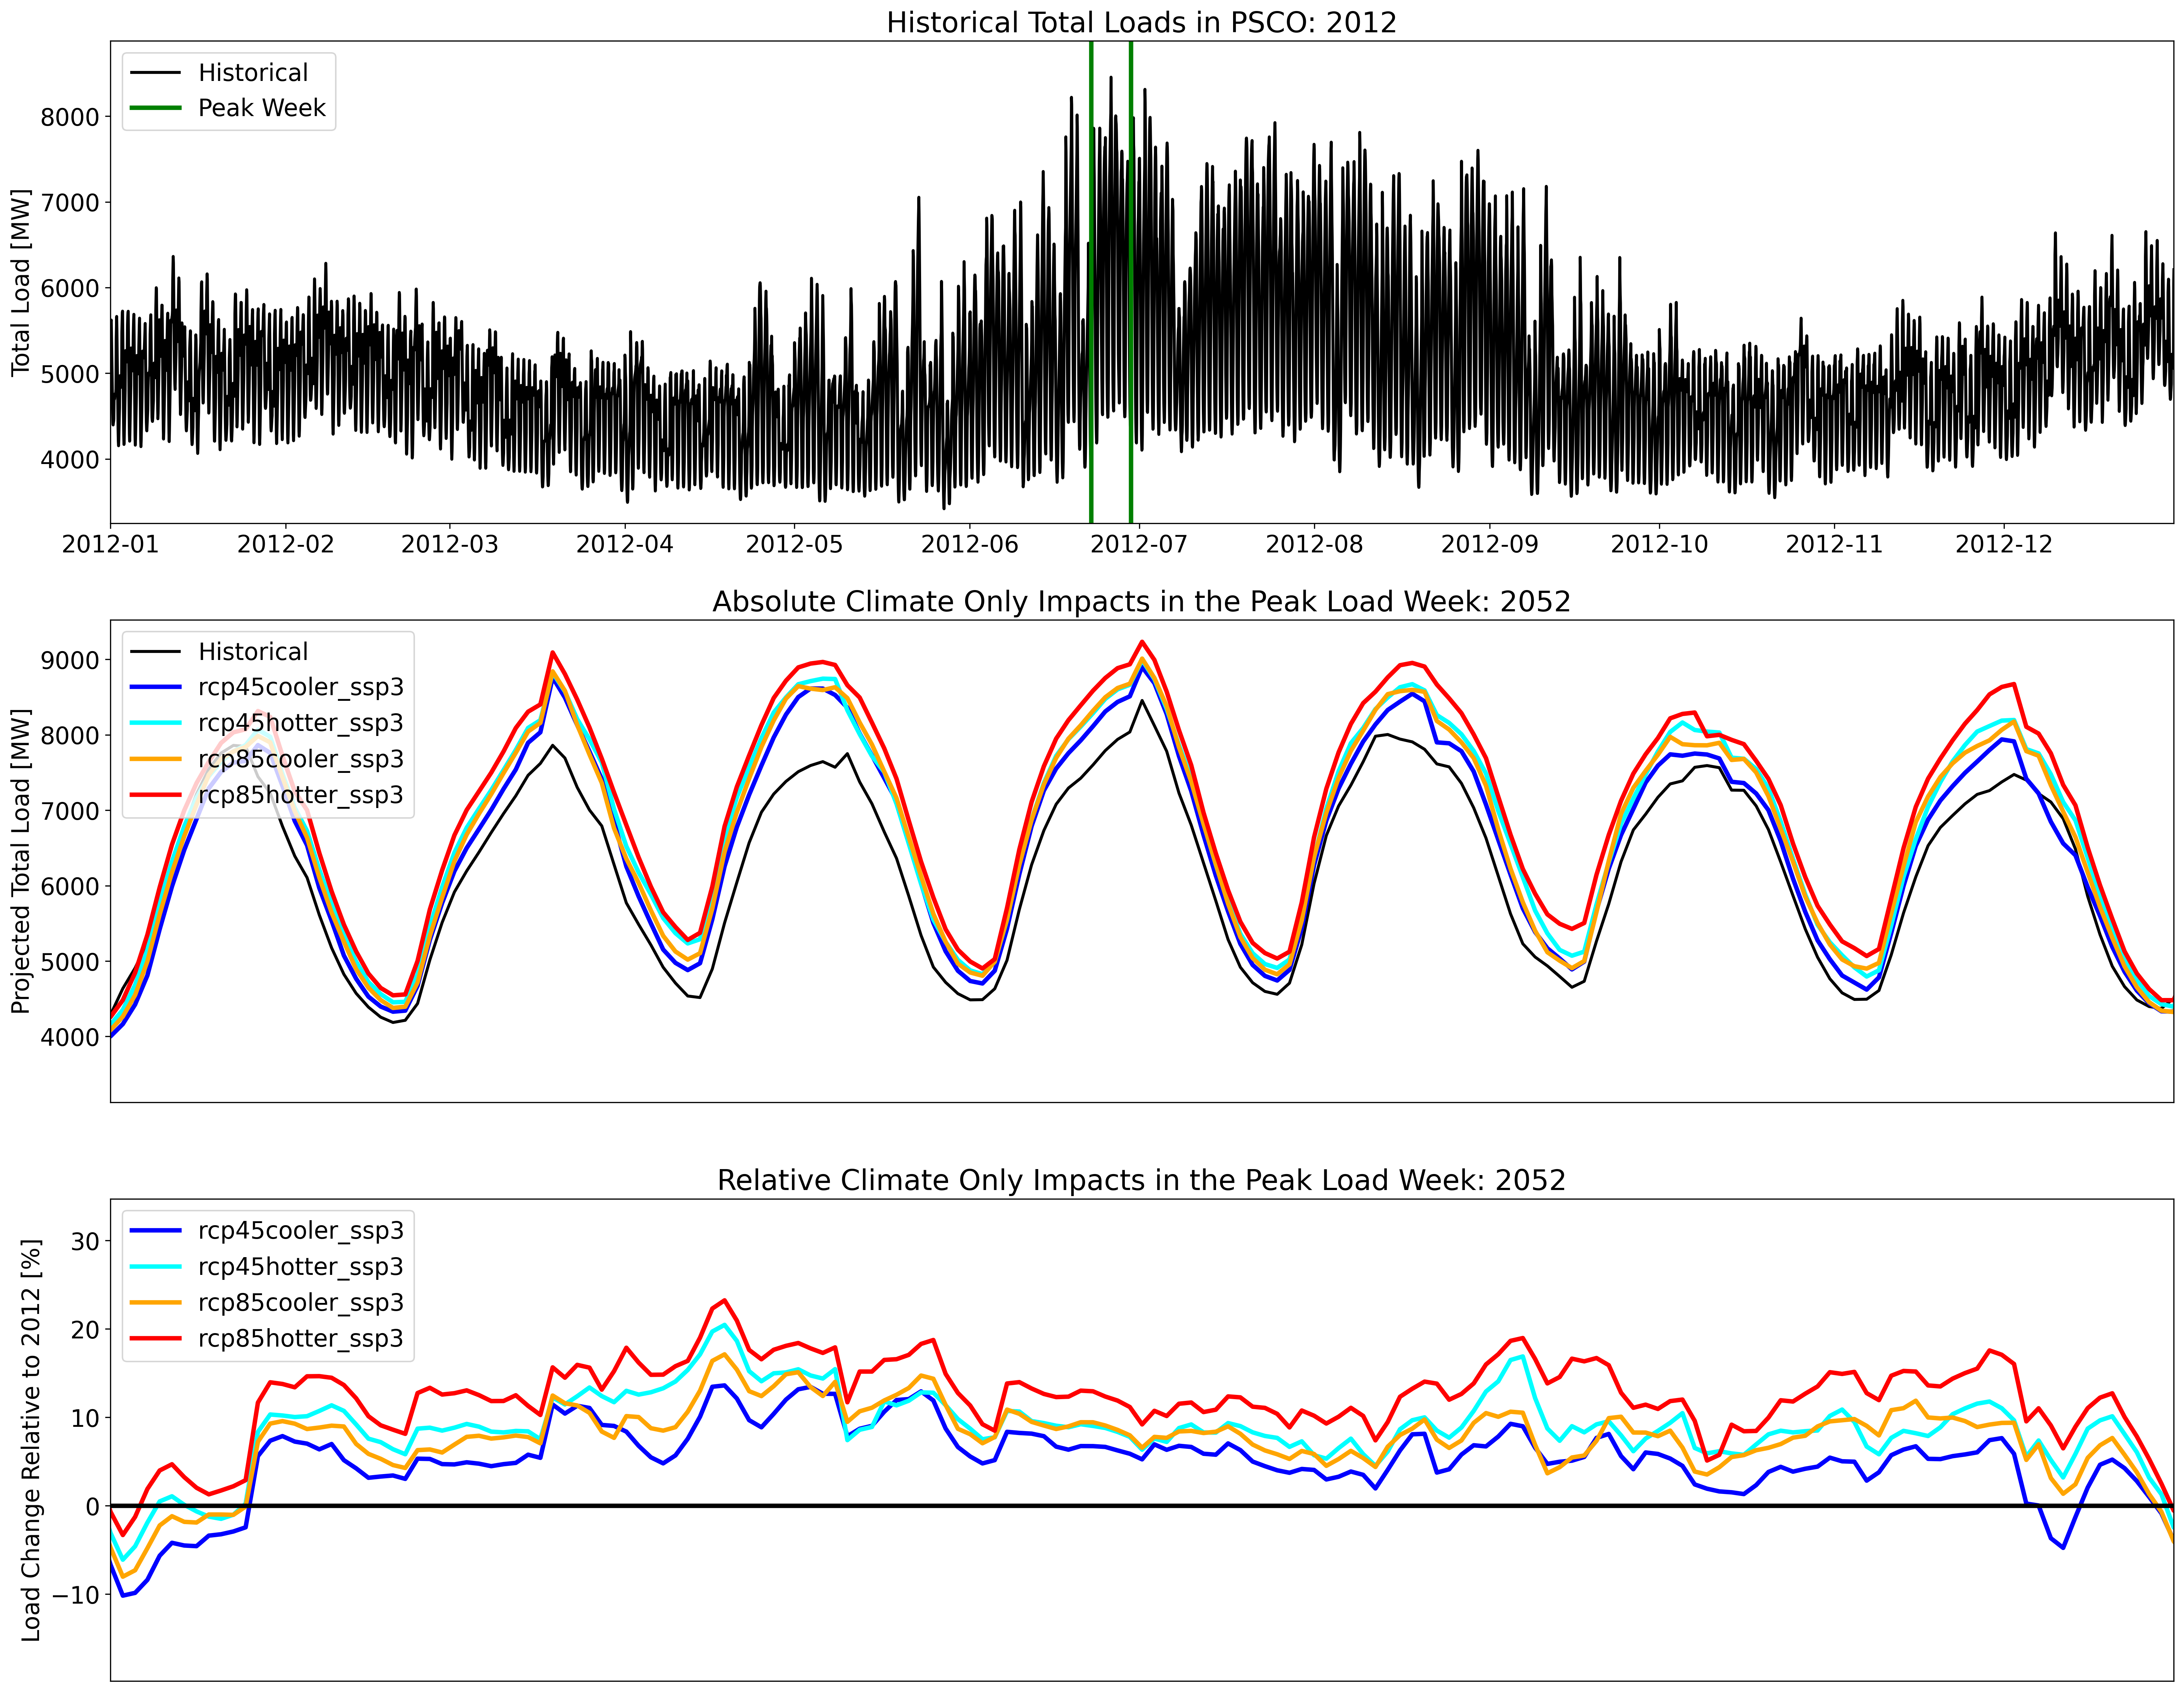 Historical Total Loads in PSCO: 2012
Historical
Peak Week
Total Load [MW]
8000
7000
6000
5000
4000
2012-01 2012-02 2012-03 2012-04 2012-05 2012-06 2012-07 2012-08 2012-09 2012-10 2012-11 2012-12
Absolute Climate Only Impacts in the Peak Load Week: 2052
Historical
rcp45cooler_ssp3
rcp45hotter_ssp3
rcp85cooler_ssp3
rcp85hotter_ssp3
Projected Total Load [MW]
9000
8000
7000
6000
5000
4000
Relative Climate Only Impacts in the Peak Load Week: 2052
rcp45cooler_ssp3
rcp45hotter_ssp3
rcp85cooler_ssp3
rcp85hotter_ssp3
Load Change Relative to 2012 [%]
30
20
10
0
−10